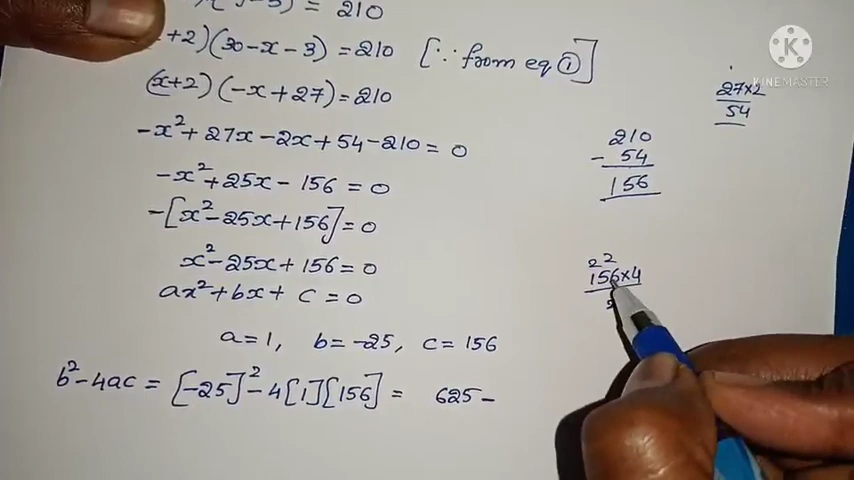 = 210
+2)(30-x-3) = 210 [∵ from eq ①]
(x+2)(-x+27) = 210
-x²+27x-2x+54-210 = 0
-x²+25x-156 = 0
-[x²-25x+156] = 0
x²-25x+156 = 0
ax²+bx+c = 0
a=1, b=-25, c=156
b²-4ac = [-25]²-4[1][156] = 625-
27×2
54
210
- 54
156
22
156×4
K
KINEMASTER